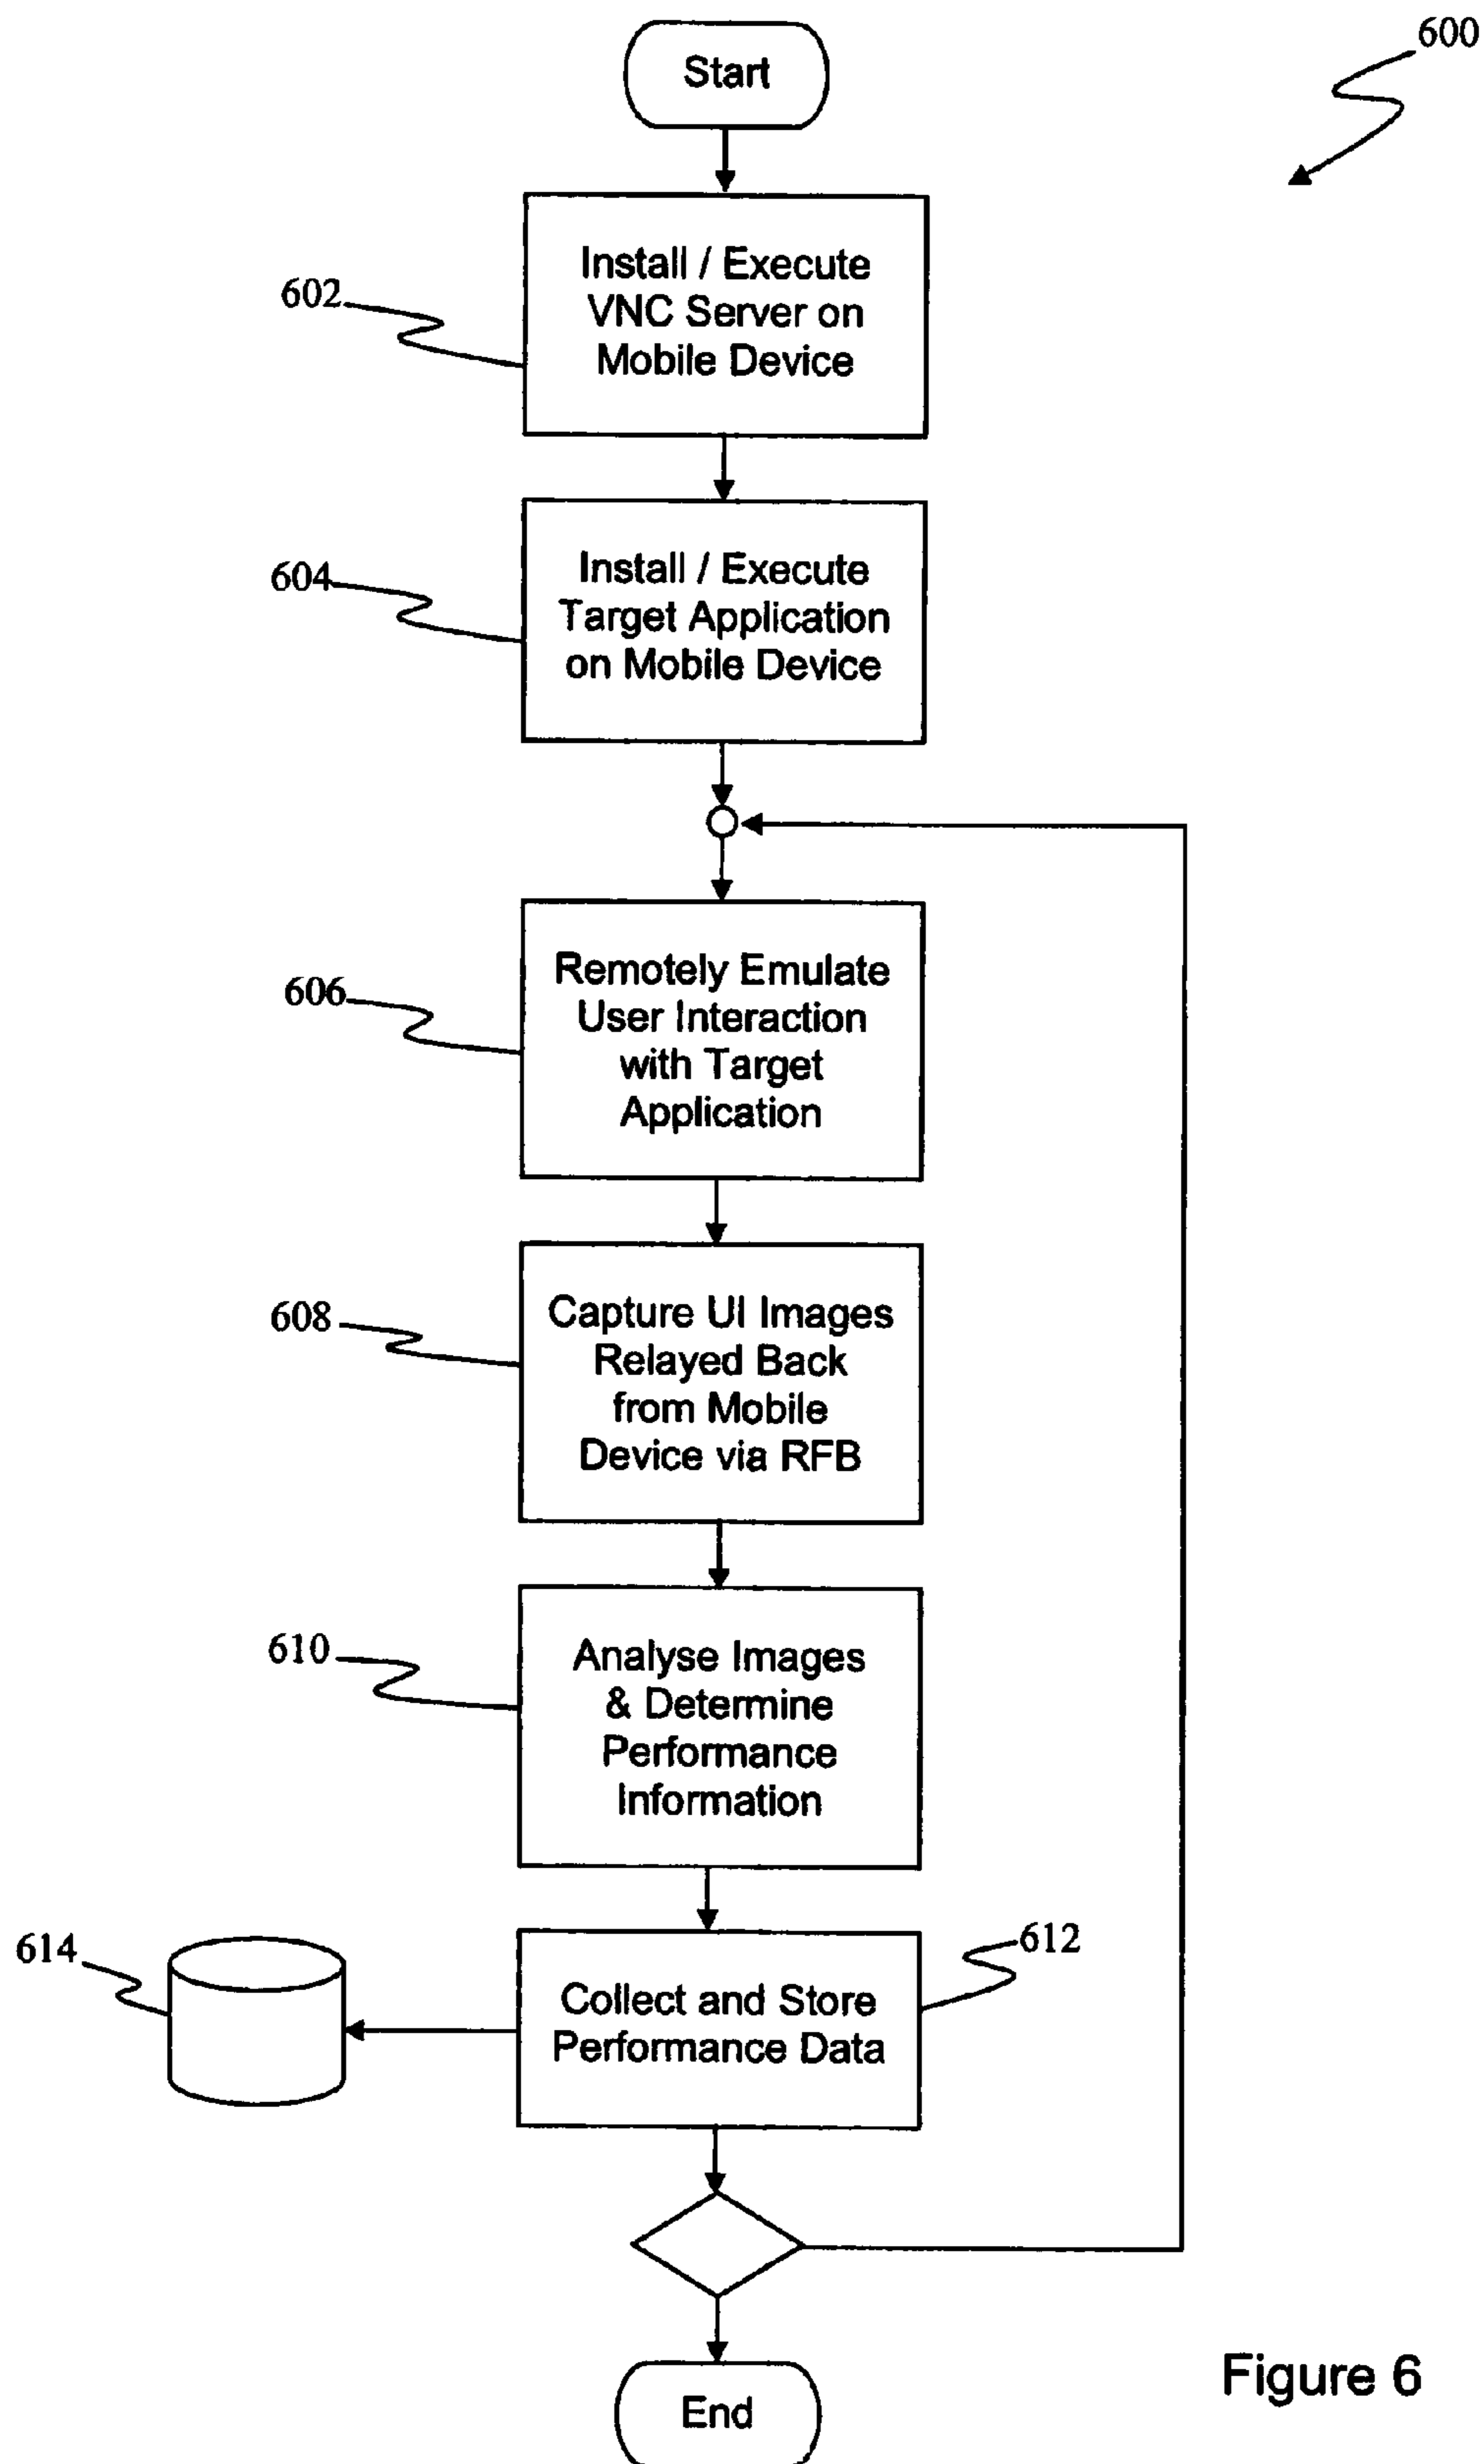 600
Start
602
Install / Execute
VNC Server on
Mobile Device
604
Install / Execute
Target Application
on Mobile Device
606
Remotely Emulate
User Interaction
with Target
Application
608
Capture UI Images
Relayed Back
from Mobile
Device via RFB
610
Analyse Images
& Determine
Performance
Information
614
612
Collect and Store
Performance Data
End
Figure 6